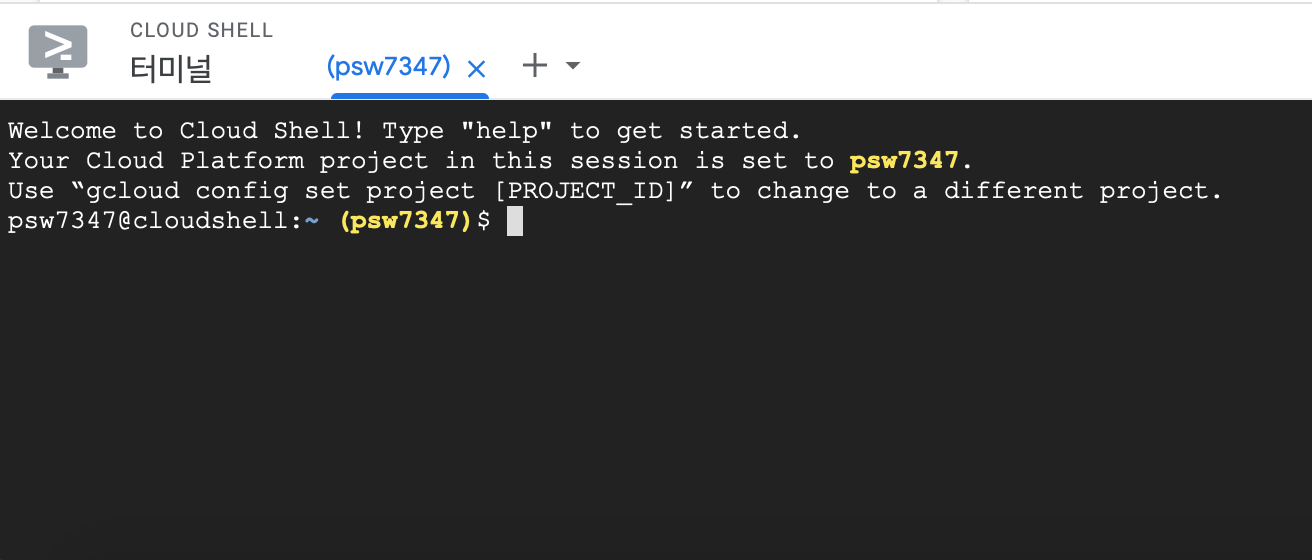 CLOUD SHELL
터미널
(psw7347)
Welcome to Cloud Shell! Type "help" to get started.
Your Cloud Platform project in this session is set to psw7347.
Use “gcloud config set project [PROJECT_ID]” to change to a different project.
psw7347@cloudshell:~ (psw7347)$